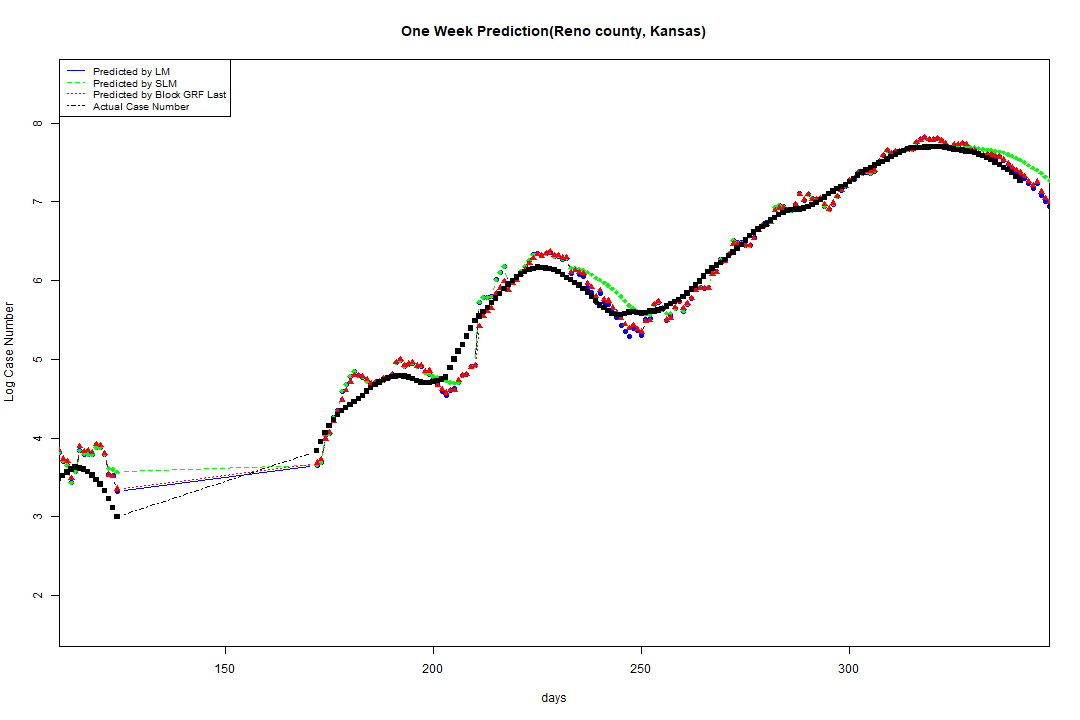 One Week Prediction(Reno county, Kansas)
Predicted by LM
Predicted by SLM
Predicted by Block GRF Last
Actual Case Number
8
7
6
5
4
3
2
Log Case Number
150
200
250
300
days